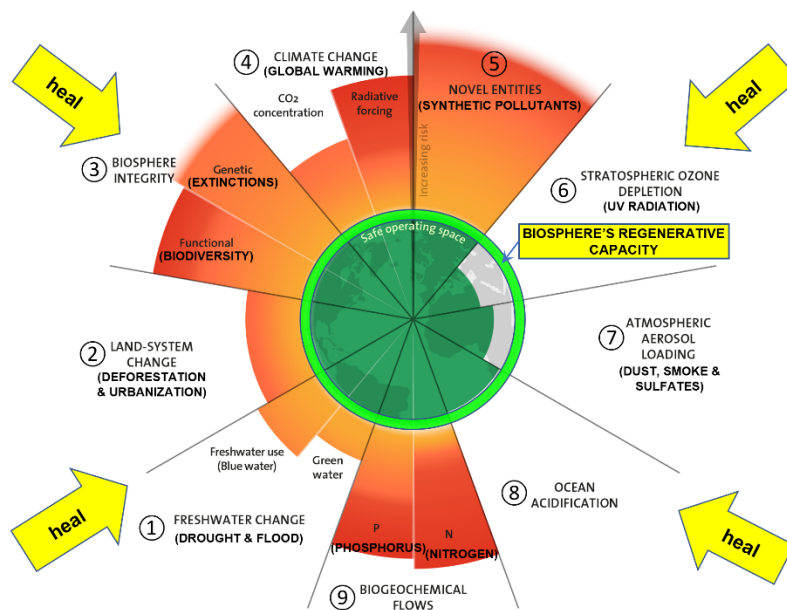 heal
heal
④
CLIMATE CHANGE
(GLOBAL WARMING)
CO2
concentration
Radiative
forcing
Increasing risk
⑤
NOVEL ENTITIES
(SYNTHETIC POLLUTANTS)
③
BIOSPHERE
INTEGRITY
Genetic
(EXTINCTIONS)
Functional
(BIODIVERSITY)
⑥
STRATOSPHERIC OZONE
DEPLETION
(UV RADIATION)
Safe operating space
BIOSPHERE’S REGENERATIVE
CAPACITY
②
LAND-SYSTEM
CHANGE
(DEFORESTATION
& URBANIZATION)
⑦
ATMOSPHERIC
AEROSOL
LOADING
(DUST, SMOKE &
SULFATES)
Freshwater use
(Blue water)
Green
water
①
FRESHWATER CHANGE
(DROUGHT & FLOOD)
P
(PHOSPHORUS)
N
(NITROGEN)
⑧
OCEAN
ACIDIFICATION
⑨
BIOGEOCHEMICAL
FLOWS
heal
heal